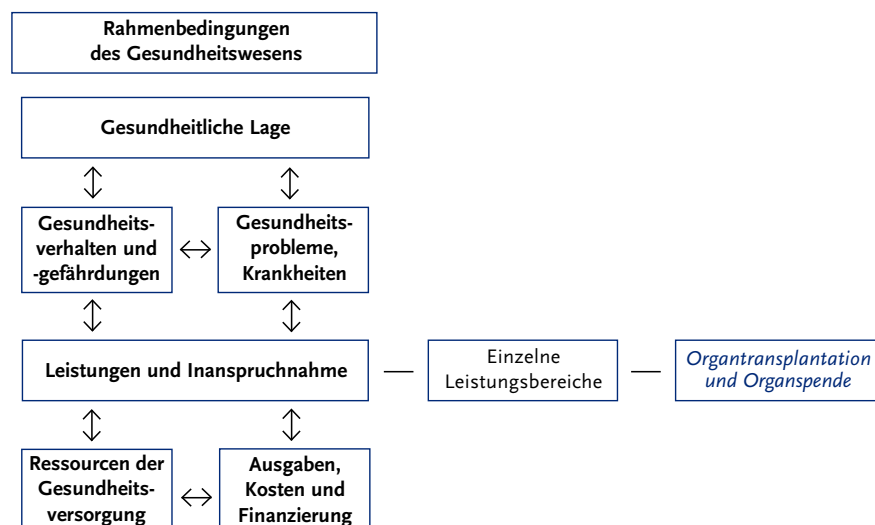 Rahmenbedingungen
des Gesundheitswesens
Gesundheitliche Lage
Gesundheits-
verhalten und
-gefährdungen
Gesundheits-
probleme,
Krankheiten
Leistungen und Inanspruchnahme
Einzelne
Leistungsbereiche
Organtransplantation
und Organspende
Ressourcen der
Gesundheits-
versorgung
Ausgaben,
Kosten und
Finanzierung